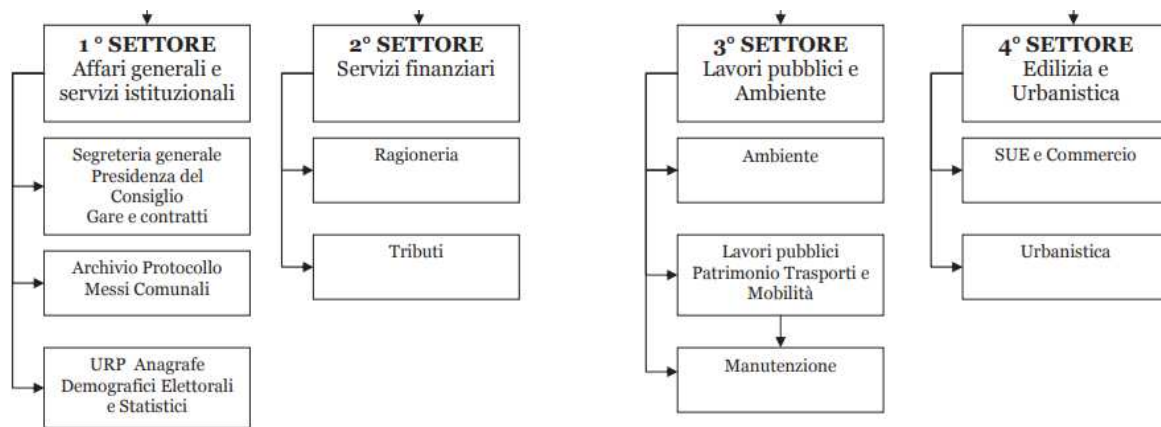 1 ° SETTORE
Affari generali e
servizi istituzionali
Segreteria generale
Presidenza del
Consiglio
Gare e contratti
Archivio Protocollo
Messi Comunali
URP Anagrafe
Demografici Elettorali
e Statistici
2° SETTORE
Servizi finanziari
Ragioneria
Tributi
3° SETTORE
Lavori pubblici e
Ambiente
Ambiente
Lavori pubblici
Patrimonio Trasporti e
Mobilità
Manutenzione
4° SETTORE
Edilizia e
Urbanistica
SUE e Commercio
Urbanistica